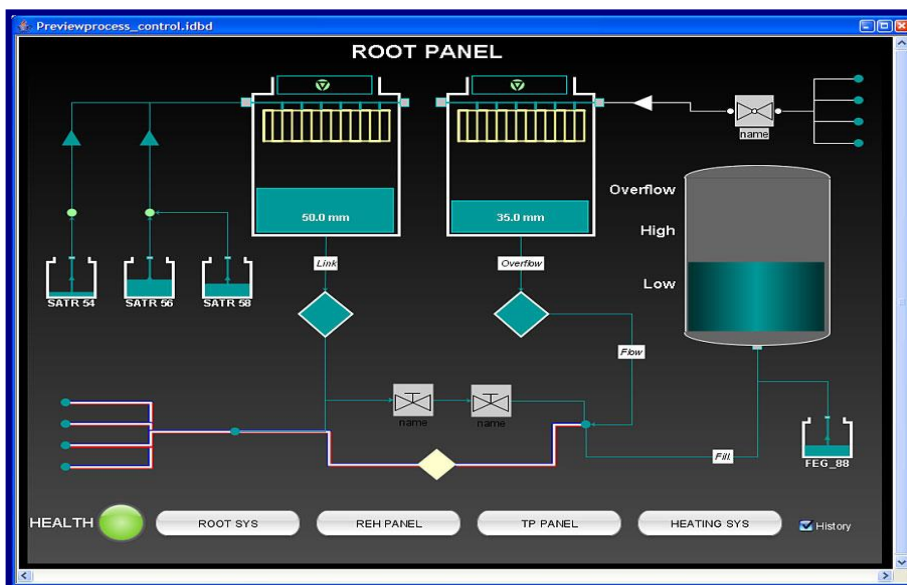 Previewprocess_control.idbd
ROOT PANEL
name
Overflow
50.0 mm
35.0 mm
High
Link
Overflow
Low
SATR 54
SATR 56
SATR 58
Flow
name
name
Fill.
FEG_88
HEALTH
ROOT SYS
REH PANEL
TP PANEL
HEATING SYS
History